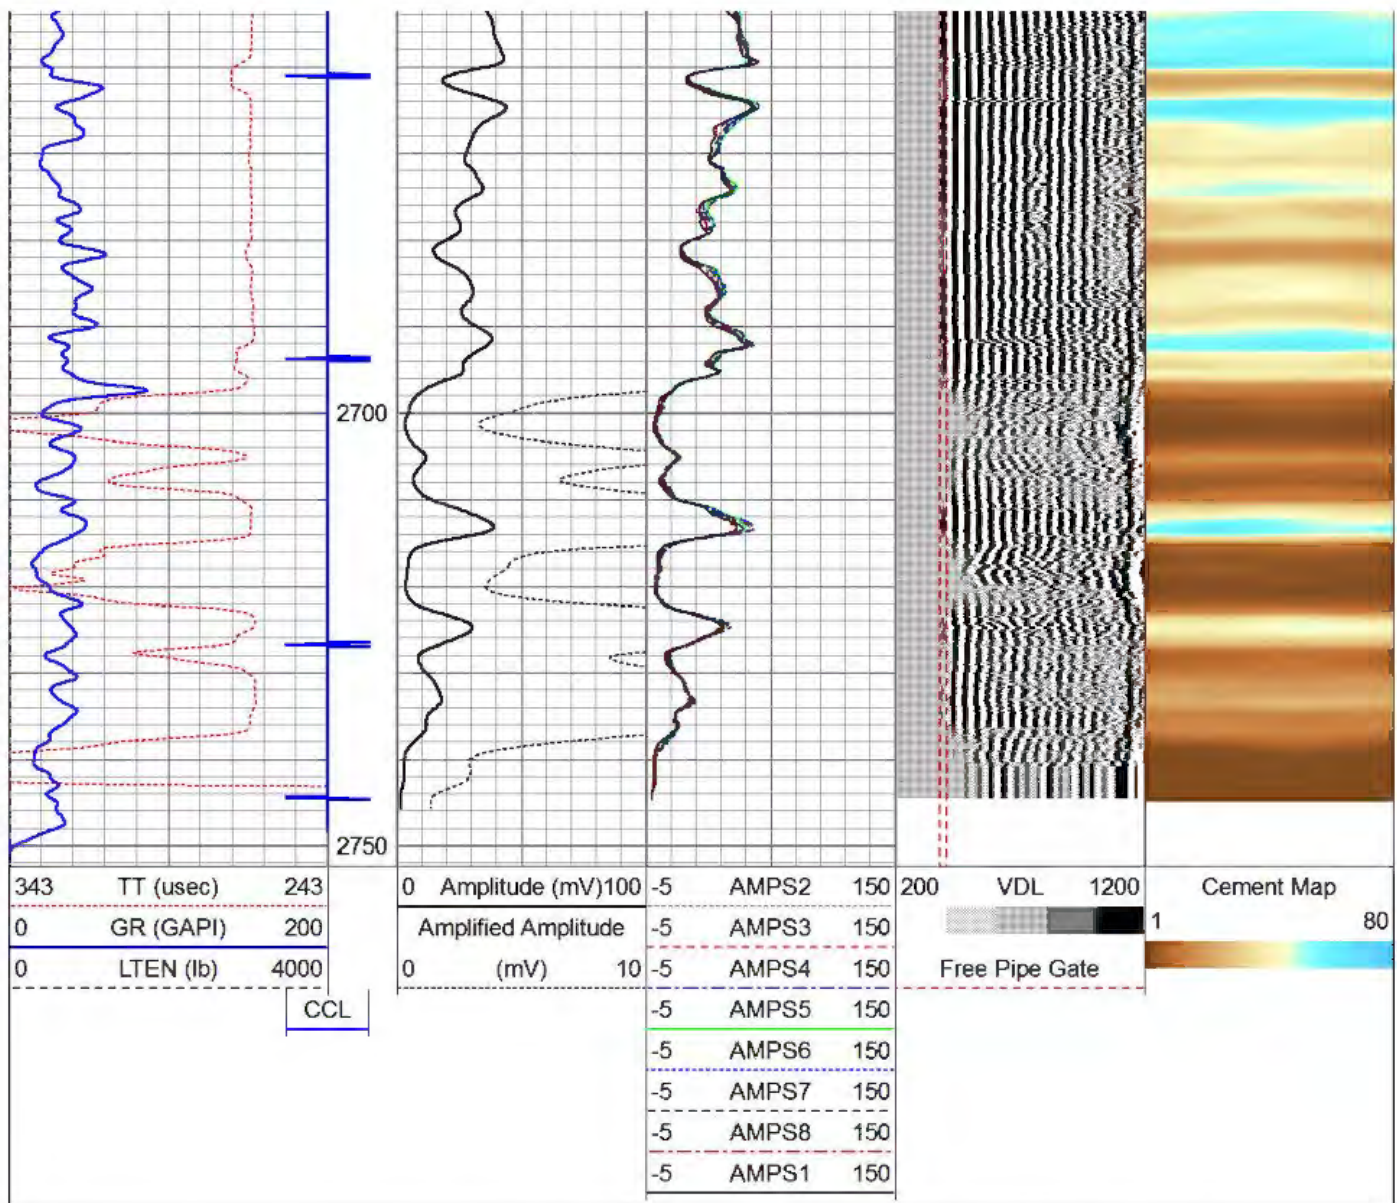 2700
2750
343 TT (usec) 243
0 GR (GAPI) 200
0 LTEN (lb) 4000
CCL
0 Amplitude (mV)100
Amplified Amplitude
0 (mV) 10
-5 AMPS2 150
-5 AMPS3 150
-5 AMPS4 150
-5 AMPS5 150
-5 AMPS6 150
-5 AMPS7 150
-5 AMPS8 150
-5 AMPS1 150
200 VDL 1200
Free Pipe Gate
Cement Map
1 80